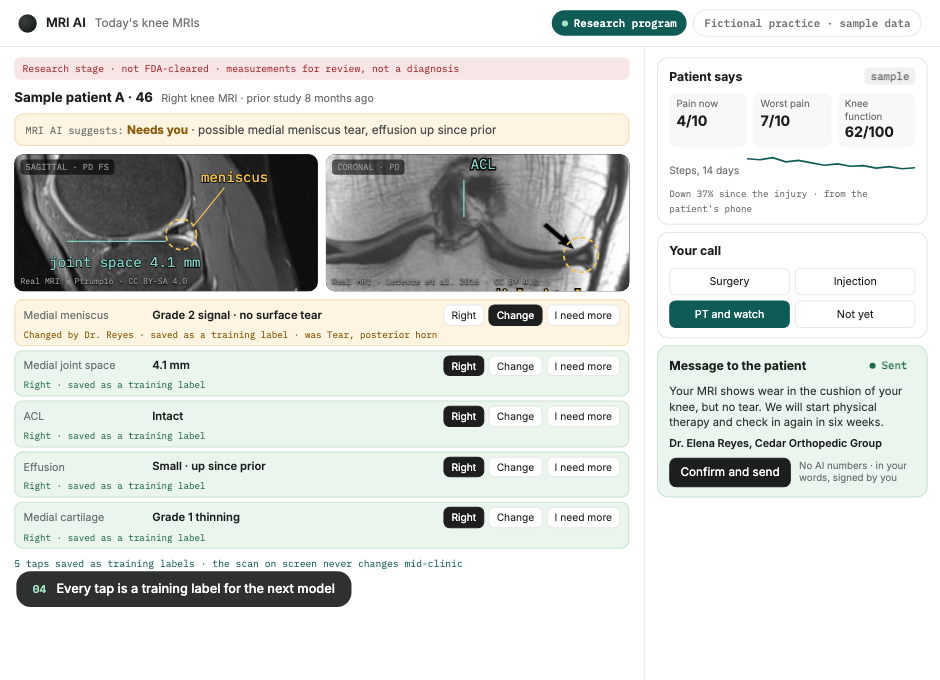 MRI AI Today's knee MRIs
Research program
Fictional practice · sample data
Research stage · not FDA-cleared · measurements for review, not a diagnosis
Sample patient A · 46 Right knee MRI · prior study 8 months ago
MRI AI suggests: Needs you · possible medial meniscus tear, effusion up since prior
SAGITTAL · PD FS
meniscus
joint space 4.1 mm
Real MRI · Ptrump16 · CC BY-SA 4.0
CORONAL · PD
ACL
Real MRI · Lefevre et al. 2016 · CC BY 4.0
Medial meniscus Grade 2 signal · no surface tear Right Change I need more
Changed by Dr. Reyes · saved as a training label · was Tear, posterior horn
Medial joint space 4.1 mm Right Change I need more
Right · saved as a training label
ACL Intact Right Change I need more
Right · saved as a training label
Effusion Small · up since prior Right Change I need more
Right · saved as a training label
Medial cartilage Grade 1 thinning Right Change I need more
Right · saved as a training label
5 taps saved as training labels · the scan on screen never changes mid-clinic
04 Every tap is a training label for the next model
Patient says sample
Pain now
4/10
Worst pain
7/10
Knee
function
62/100
Steps, 14 days
Down 37% since the injury · from the
patient's phone
Your call
Surgery Injection
PT and watch Not yet
Message to the patient Sent
Your MRI shows wear in the cushion of your
knee, but no tear. We will start physical
therapy and check in again in six weeks.
Dr. Elena Reyes, Cedar Orthopedic Group
Confirm and send
No AI numbers · in your
words, signed by you